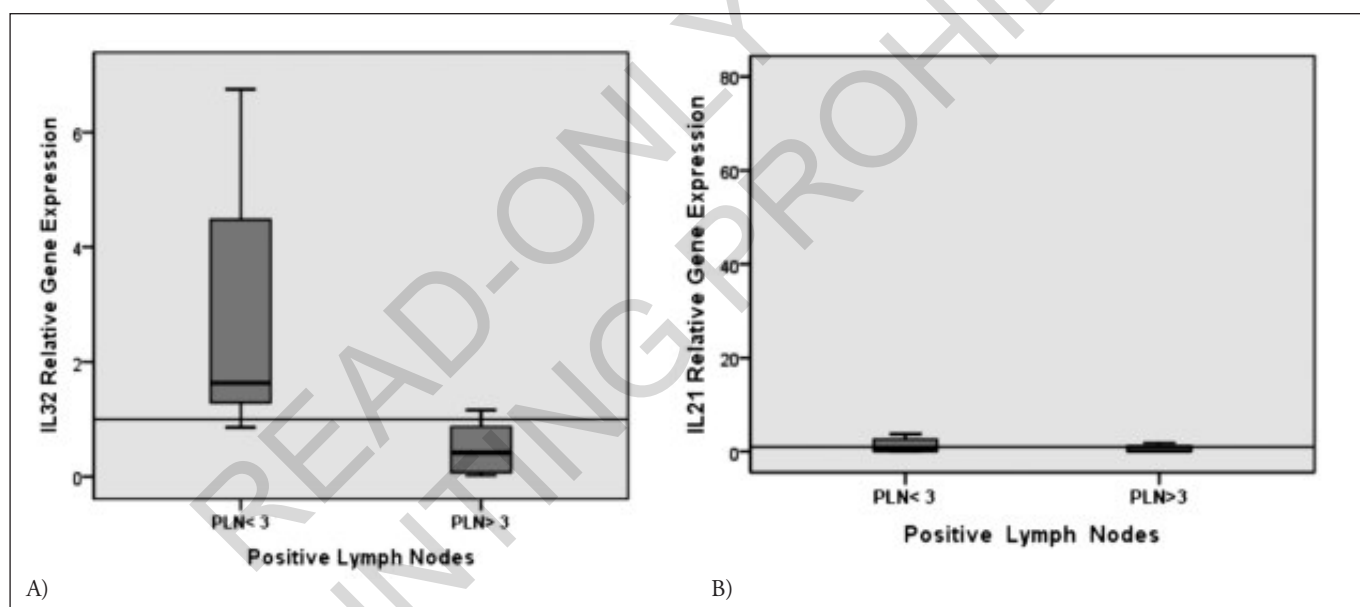 IL32 Relative Gene Expression
6
4
2
0
PLN< 3
PLN> 3
Positive Lymph Nodes
A)
IL21 Relative Gene Expression
80
60
40
20
0
PLN< 3
PLN>3
Positive Lymph Nodes
B)
READ-ONLY
PRINTING PROHI